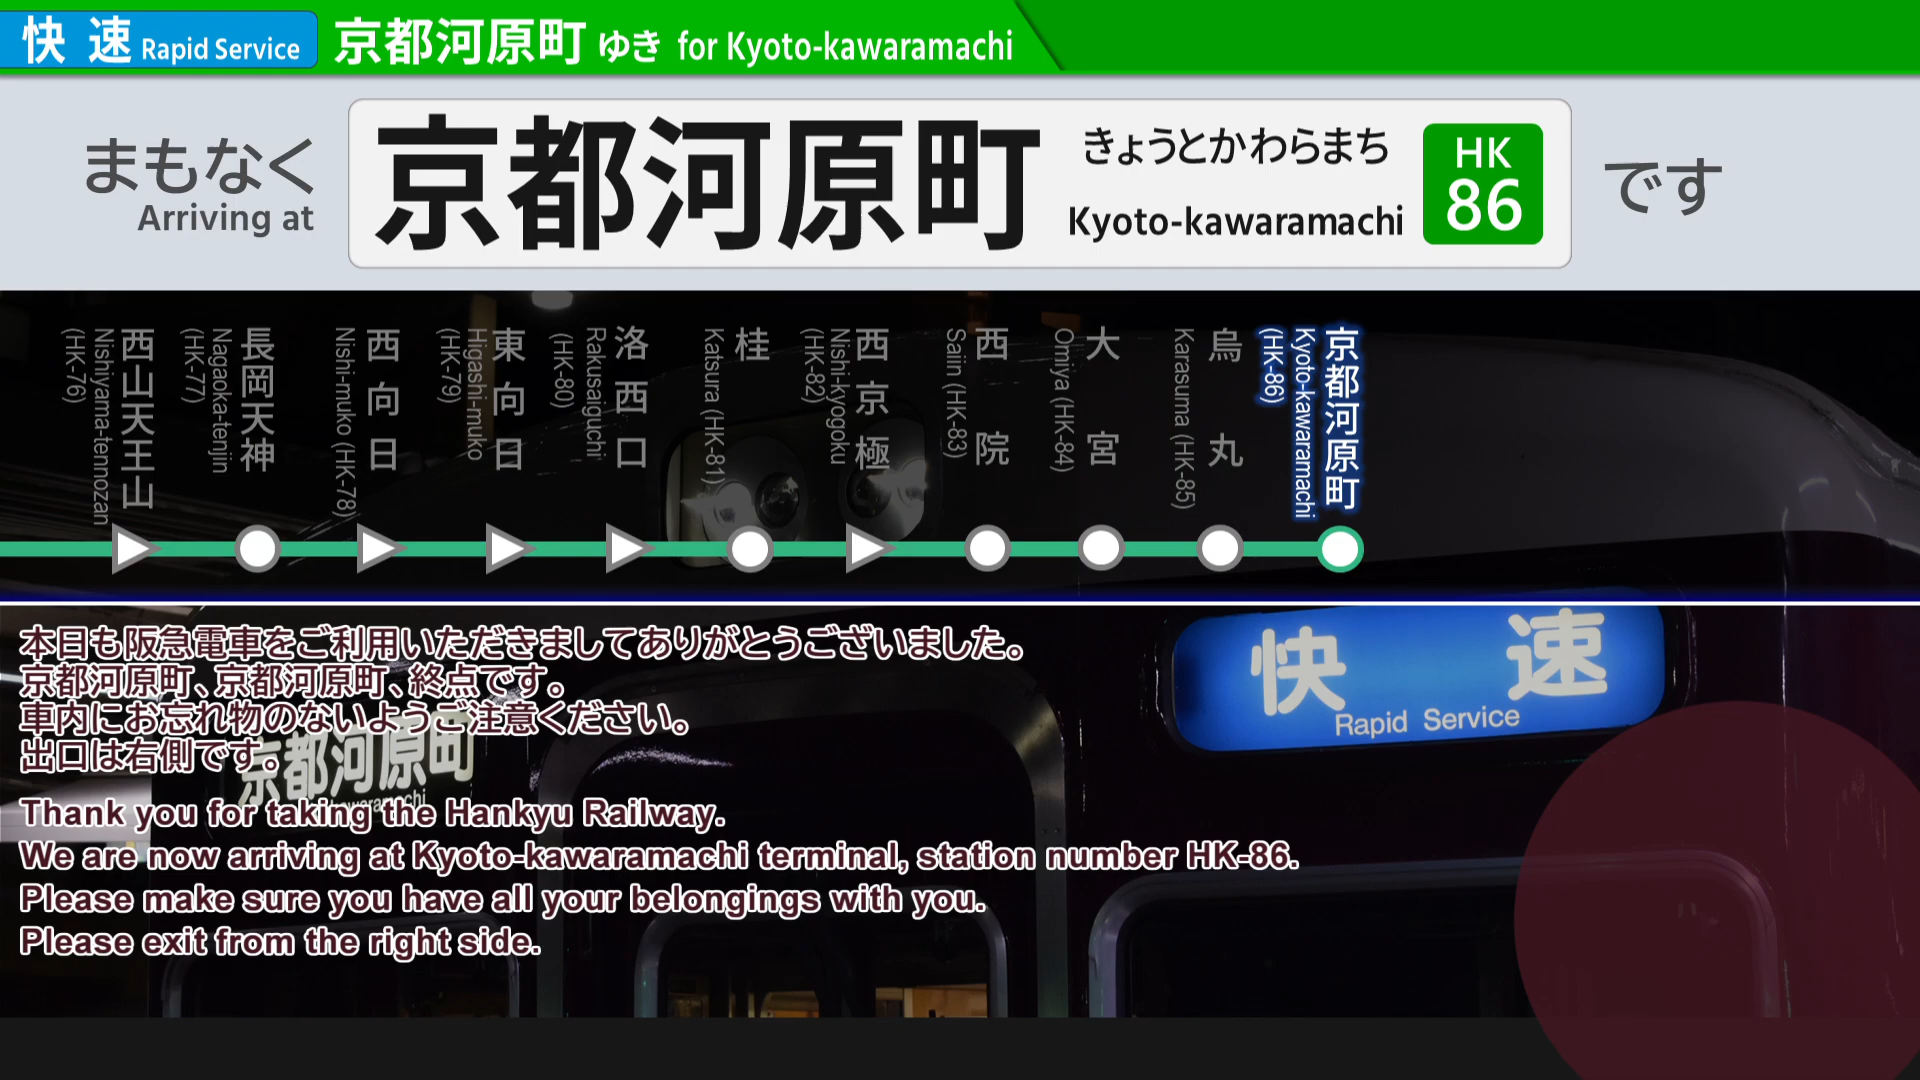 快速 Rapid Service 京都河原町 ゆき for Kyoto-kawaramachi
まもなく
Arriving at
京都河原町
きょうとかわらまち
Kyoto-kawaramachi
HK
86
です
西山天王山
Nishiyama-tennozan
(HK-76)
長岡天神
Nagaoka-tenjin
(HK-77)
西向日
Nishi-muko (HK-78)
東向日
Higashi-muko
(HK-79)
洛西口
Rakusaiguchi
(HK-80)
桂
Katsura (HK-81)
西京極
Nishi-kyogoku
(HK-82)
西院
Saiin (HK-83)
大宮
Omiya (HK-84)
烏丸
Karasuma (HK-85)
京都河原町
Kyoto-kawaramachi
(HK-86)
本日も阪急電車をご利用いただきましてありがとうございました。
京都河原町、京都河原町、終点です。
車内にお忘れ物のないようご注意ください。
出口は右側です。
Thank you for taking the Hankyu Railway.
We are now arriving at Kyoto-kawaramachi terminal, station number HK-86.
Please make sure you have all your belongings with you.
Please exit from the right side.
京都河原町
快速
Rapid Service